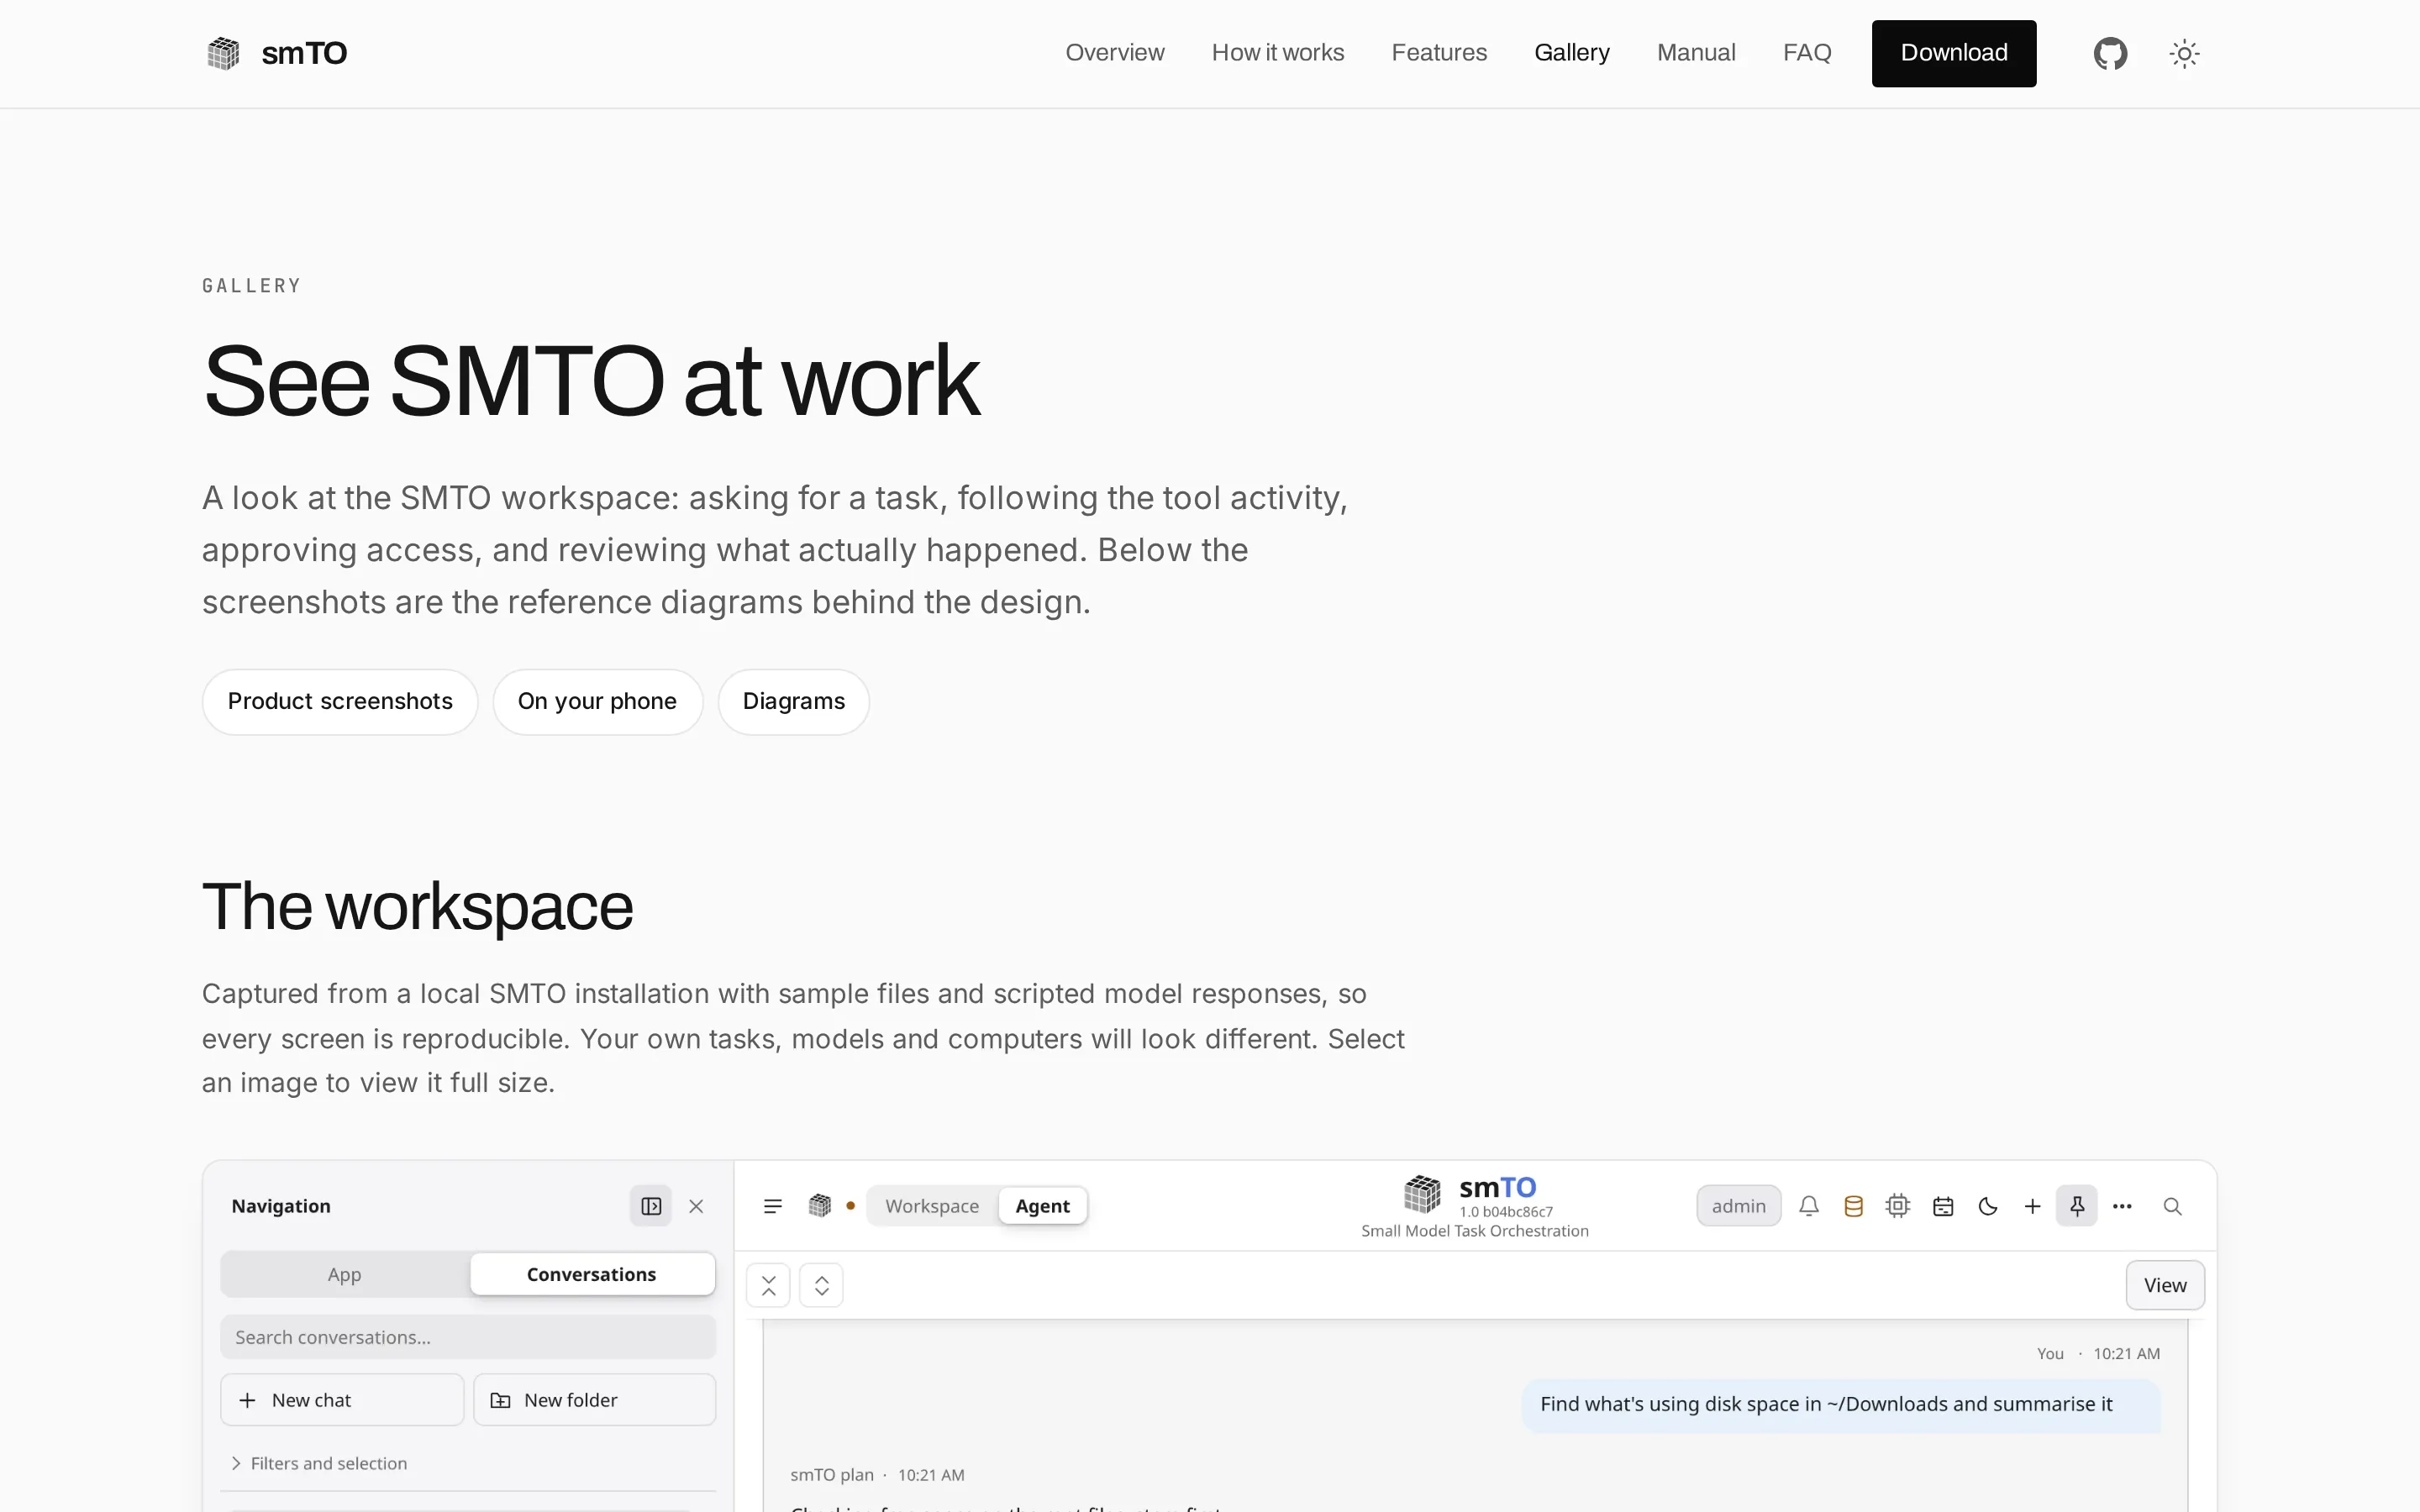 smTO
Overview
How it works
Features
Gallery
Manual
FAQ
Download
GALLERY
See SMTO at work
A look at the SMTO workspace: asking for a task, following the tool activity,
approving access, and reviewing what actually happened. Below the
screenshots are the reference diagrams behind the design.
Product screenshots
On your phone
Diagrams
The workspace
Captured from a local SMTO installation with sample files and scripted model responses, so
every screen is reproducible. Your own tasks, models and computers will look different. Select
an image to view it full size.
Navigation
App
Conversations
Search conversations...
New chat
New folder
Filters and selection
Workspace
Agent
smTO
1.0 b04bc86c7
Small Model Task Orchestration
admin
View
You · 10:21 AM
Find what's using disk space in ~/Downloads and summarise it
smTO plan · 10:21 AM